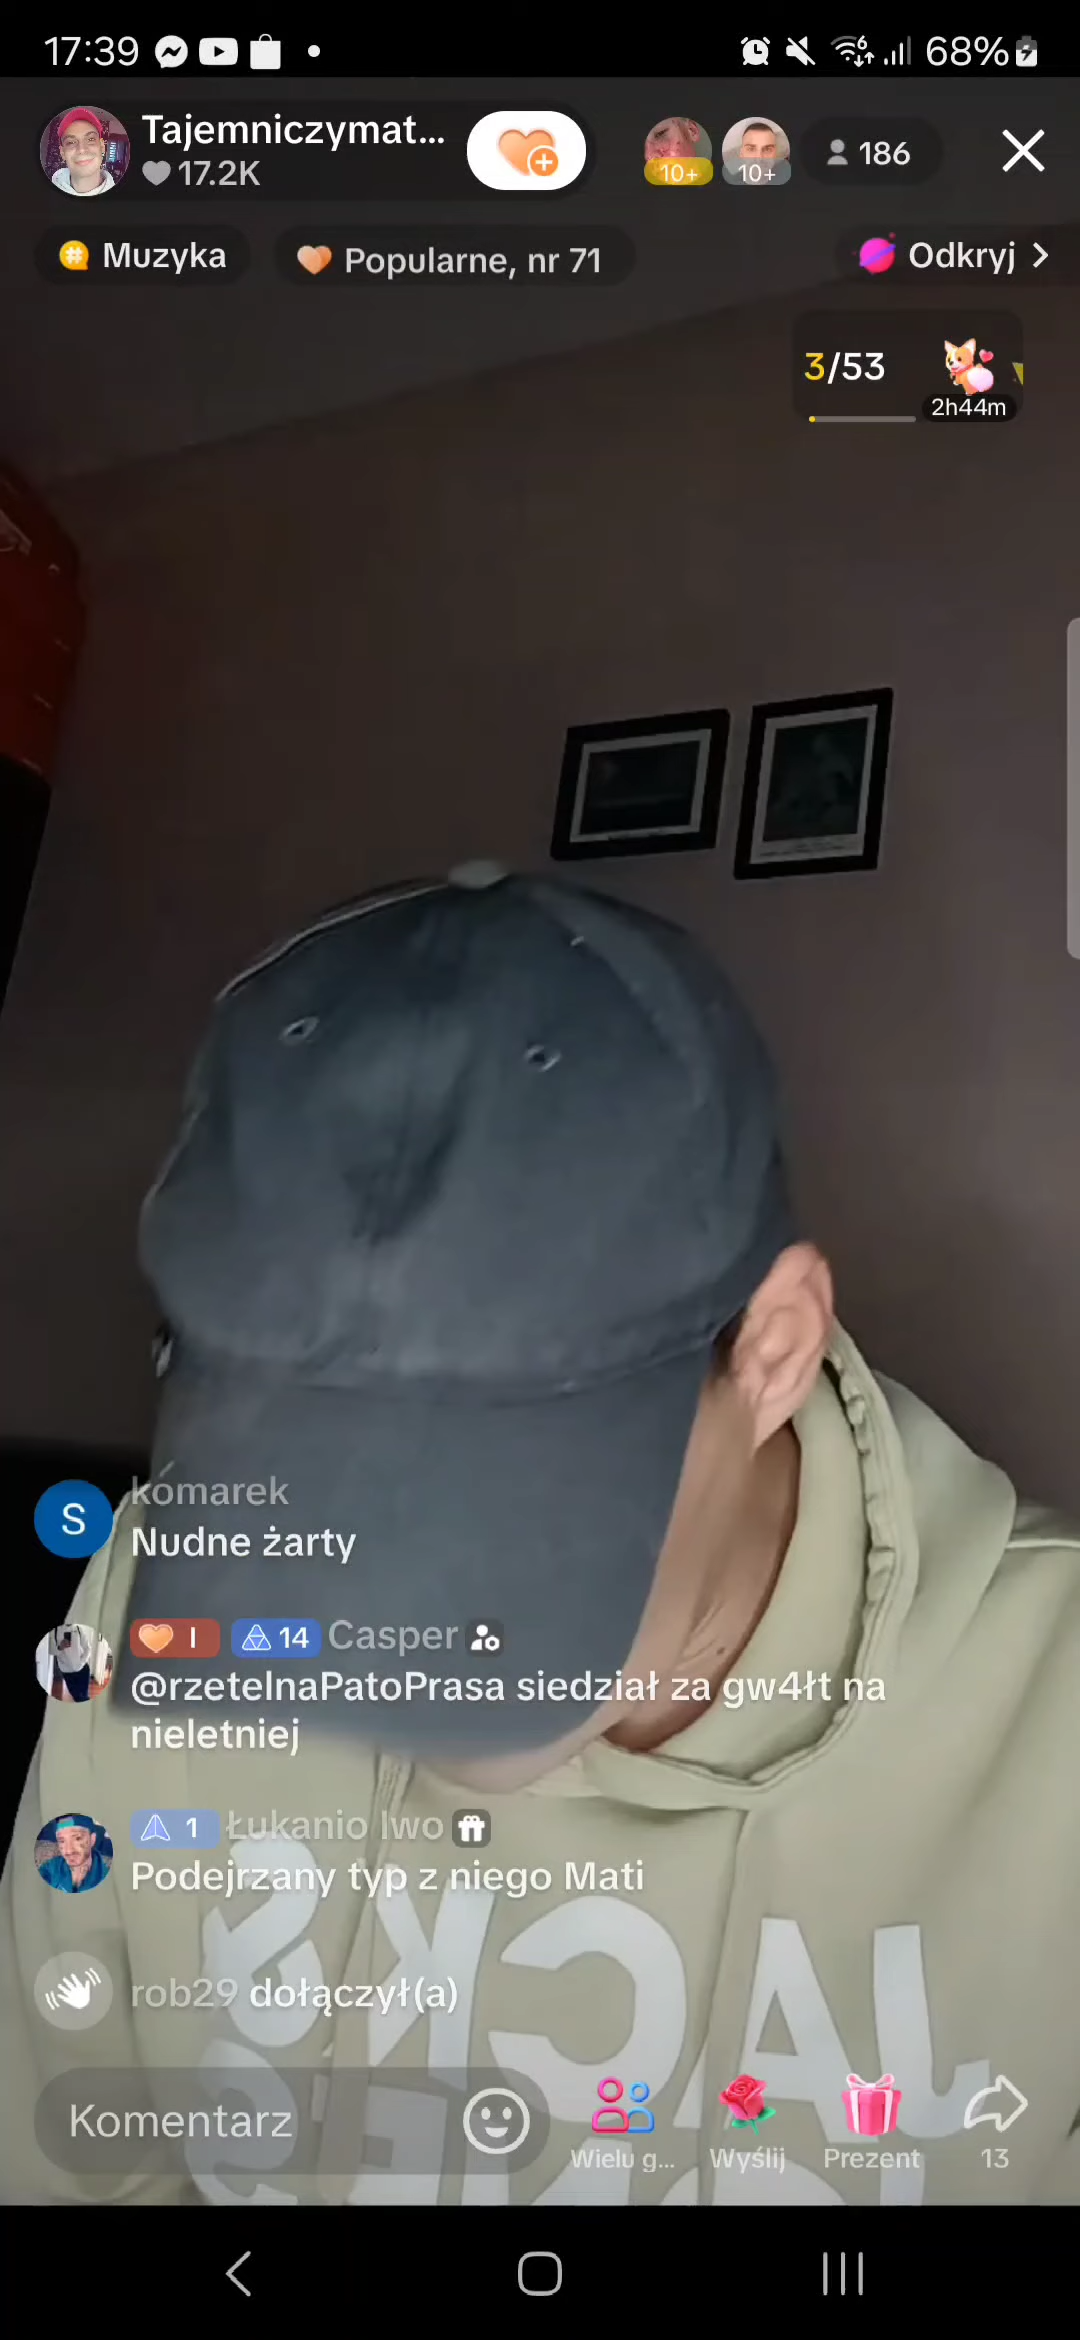 17:39
68%
Tajemniczymat...
17.2K
10+
10+
186
Muzyka
Popularne, nr 71
Odkryj
3/53
2h44m
komarek
S
Nudne żarty
I 14 Casper
@rzetelnaPatoPrasa siedział za gw4łt na
nieletniej
1 Łukanio Iwo
Podejrzany typ z niego Mati
rob29 dołączył(a)
JACK
Komentarz
Wielu g...
Wyślij
Prezent
13